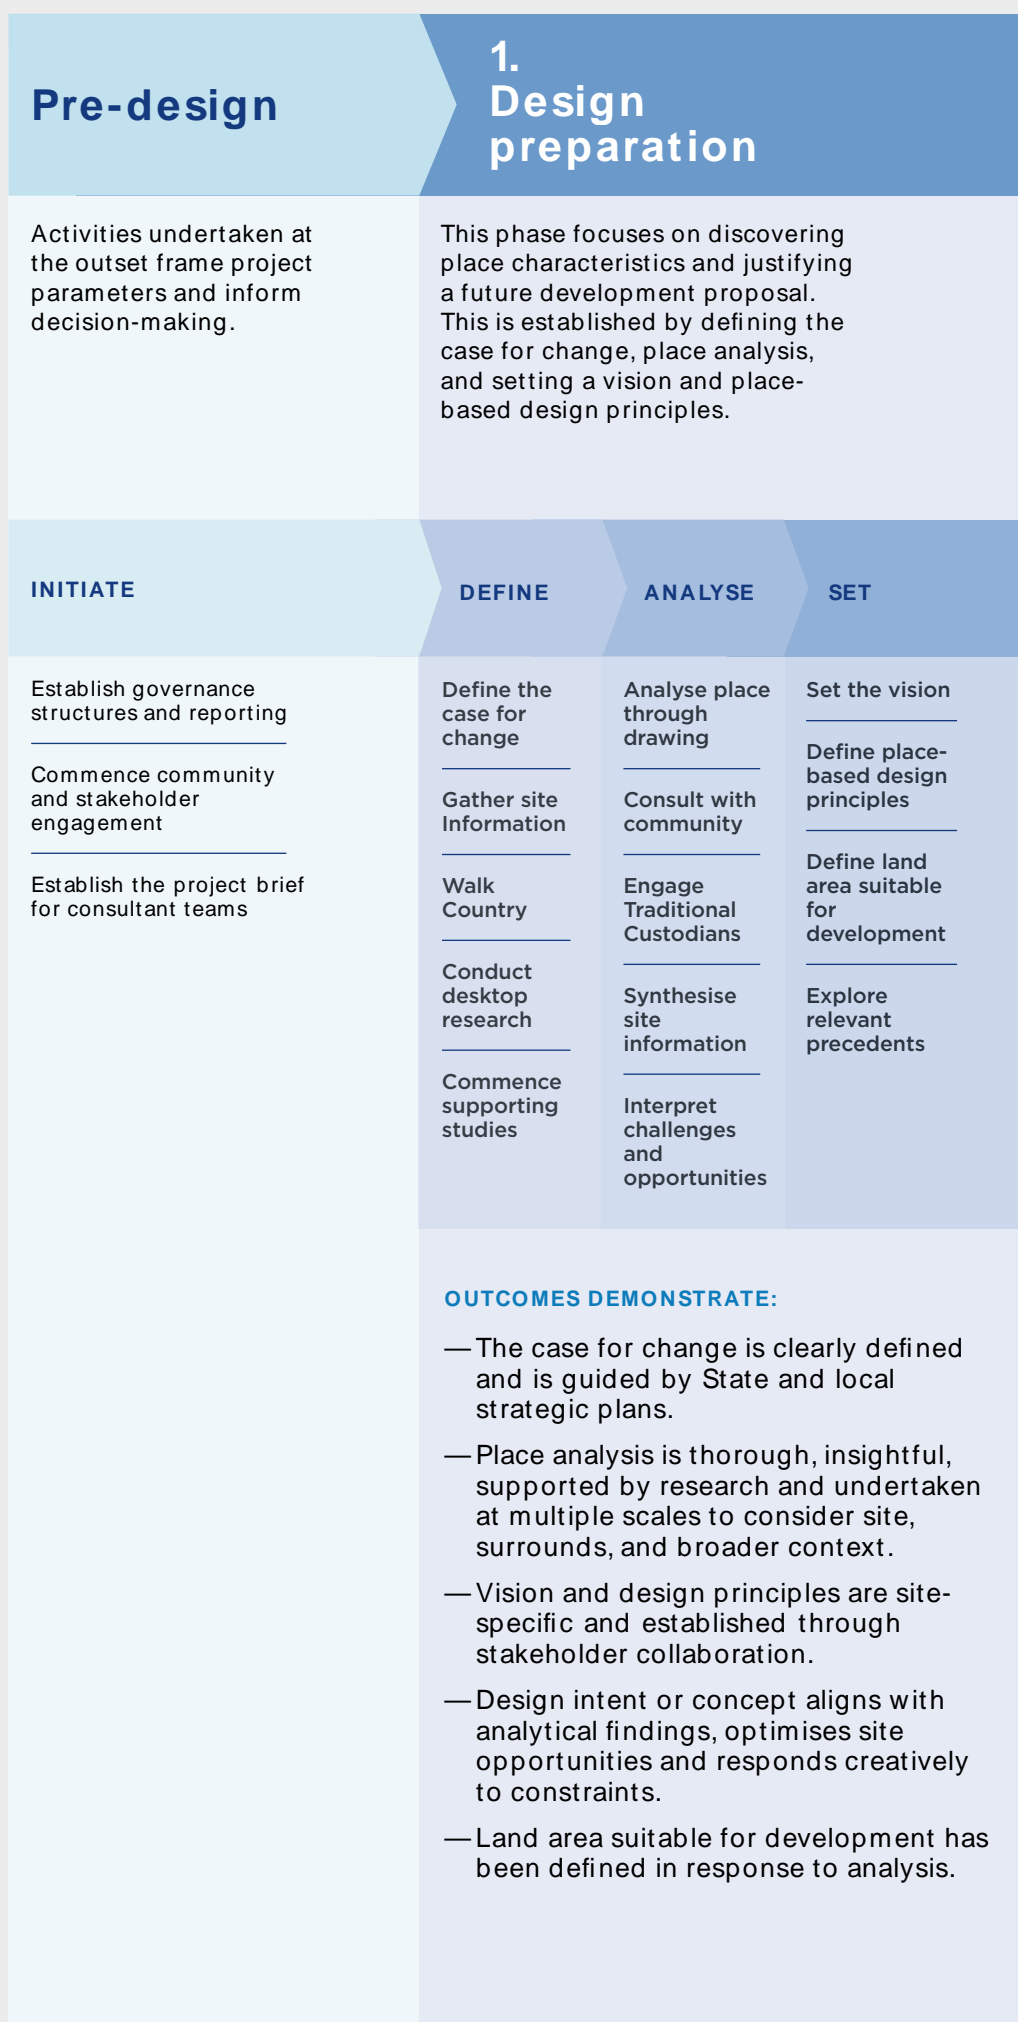 Pre-design
1.
Design
preparation
Activities undertaken at
the outset frame project
parameters and inform
decision-making.
This phase focuses on discovering
place characteristics and justifying
a future development proposal.
This is established by defining the
case for change, place analysis,
and setting a vision and place-
based design principles.
INITIATE
DEFINE
ANALYSE
SET
Establish governance
structures and reporting
Commence community
and stakeholder
engagement
Establish the project brief
for consultant teams
Define the
case for
change
Gather site
Information
Walk
Country
Conduct
desktop
research
Commence
supporting
studies
Analyse place
through
drawing
Consult with
community
Engage
Traditional
Custodians
Synthesise
site
information
Interpret
challenges
and
opportunities
Set the vision
Define place-
based design
principles
Define land
area suitable
for
development
Explore
relevant
precedents
OUTCOMES DEMONSTRATE:
— The case for change is clearly defined
and is guided by State and local
strategic plans.
— Place analysis is thorough, insightful,
supported by research and undertaken
at multiple scales to consider site,
surrounds, and broader context.
— Vision and design principles are site-
specific and established through
stakeholder collaboration.
— Design intent or concept aligns with
analytical findings, optimises site
opportunities and responds creatively
to constraints.
— Land area suitable for development has
been defined in response to analysis.